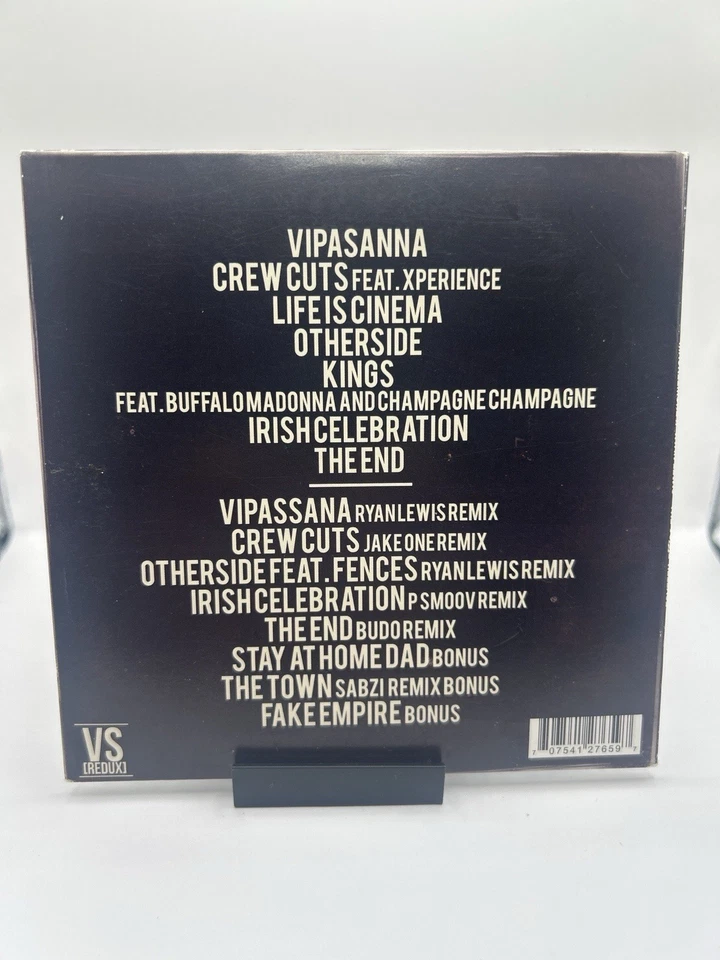 VIPASANNA
CREW CUTS FEAT. XPERIENCE
LIFE IS CINEMA
OTHERSIDE
KINGS
FEAT. BUFFALO MADONNA AND CHAMPAGNE CHAMPAGNE
IRISH CELEBRATION
THE END
VIPASSANA RYAN LEWIS REMIX
CREW CUTS JAKE ONE REMIX
OTHERSIDE FEAT. FENCES RYAN LEWIS REMIX
IRISH CELEBRATION P SMOOV REMIX
THE END BUDO REMIX
STAY AT HOME DAD BONUS
THE TOWN SABZI REMIX BONUS
FAKE EMPIRE BONUS
VS
[REDUX]
7 07541 27659 7